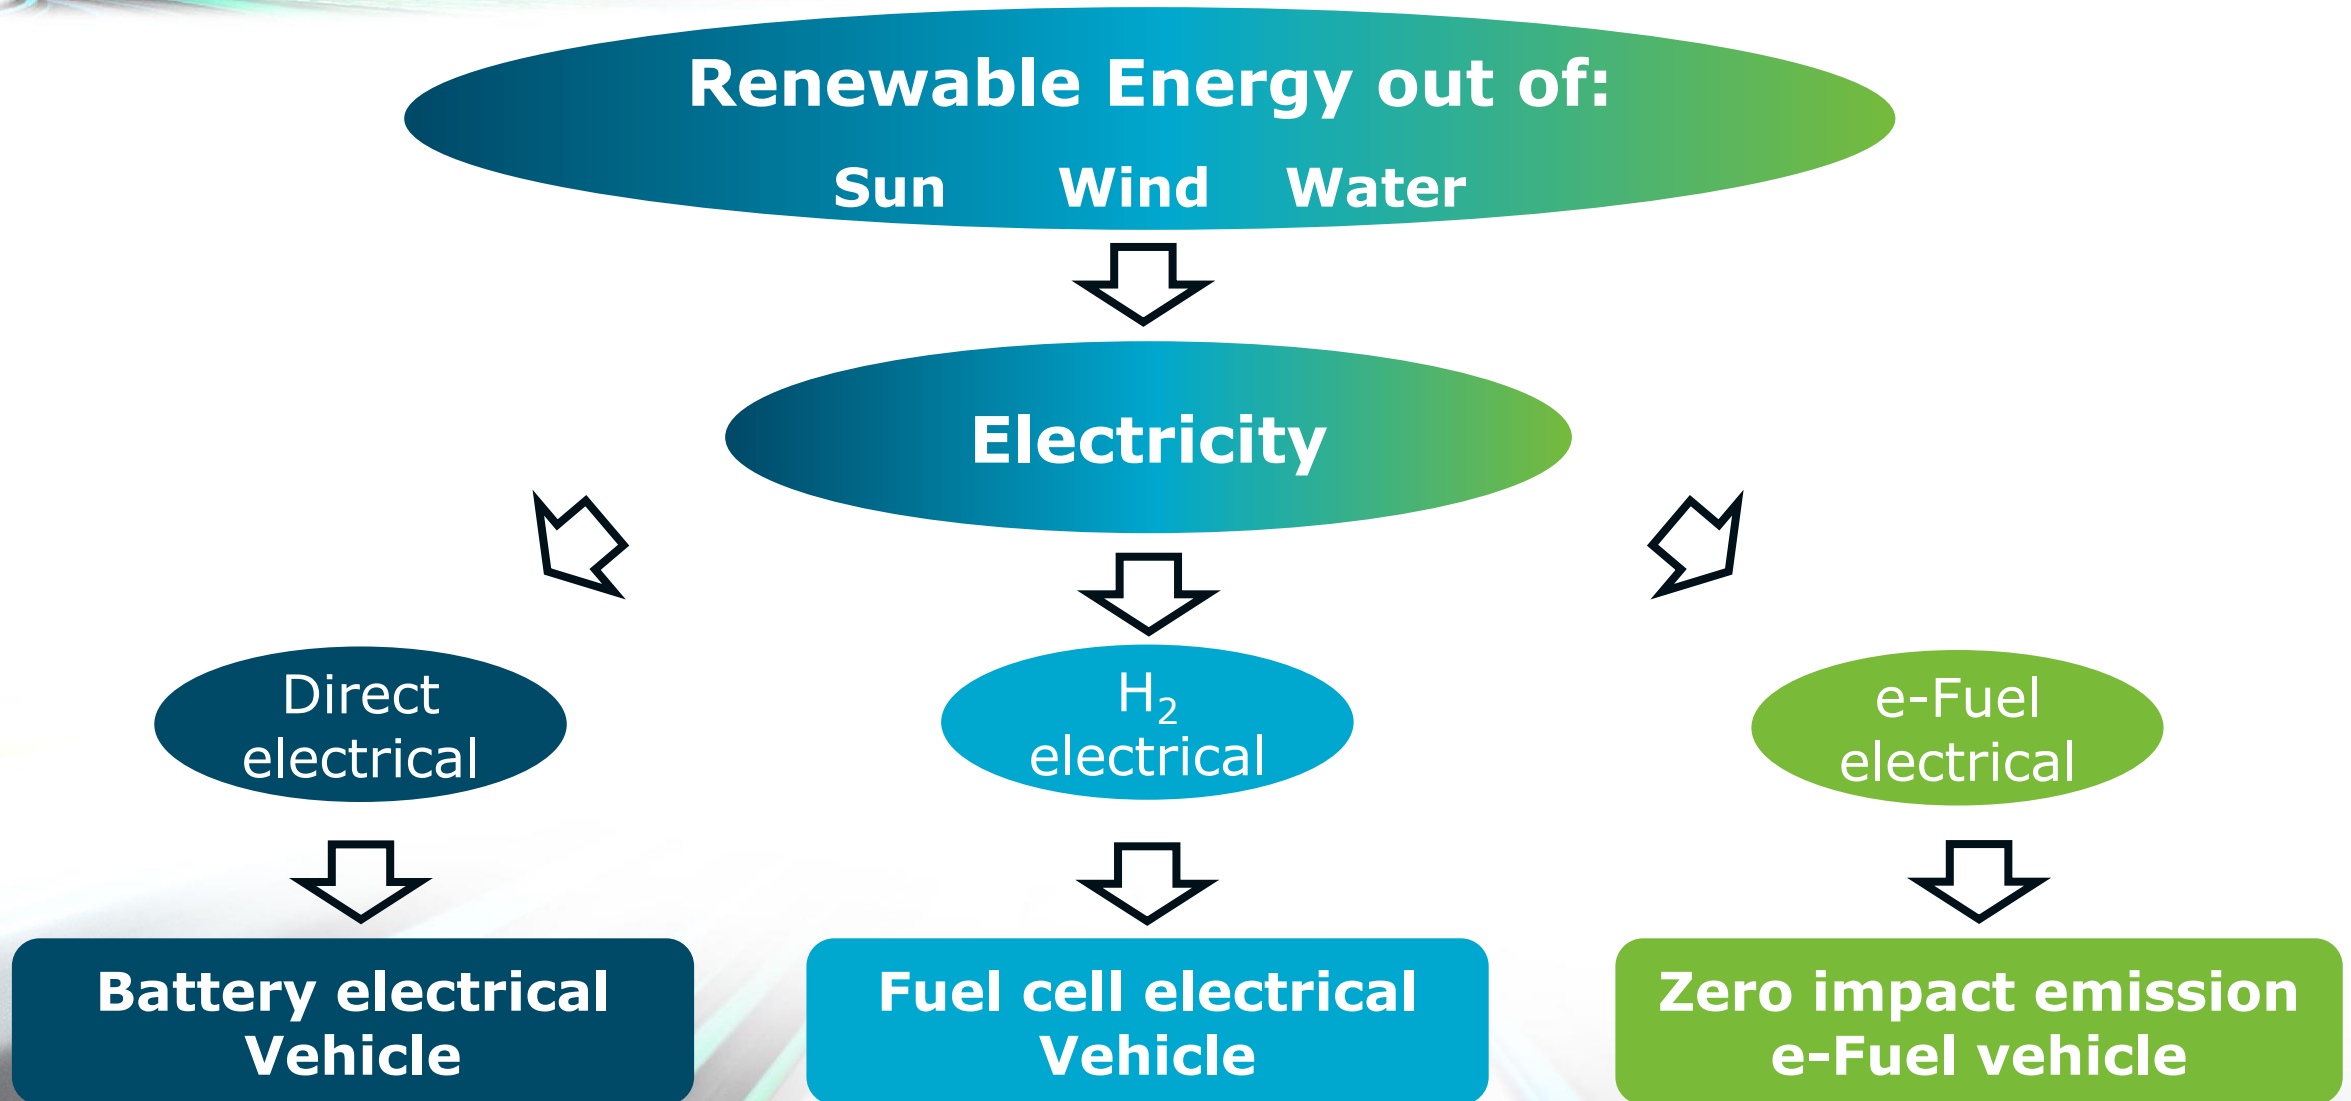 Renewable Energy out of:
Sun Wind Water
Electricity
Direct
electrical
H₂
electrical
e-Fuel
electrical
Battery electrical
Vehicle
Fuel cell electrical
Vehicle
Zero impact emission
e-Fuel vehicle